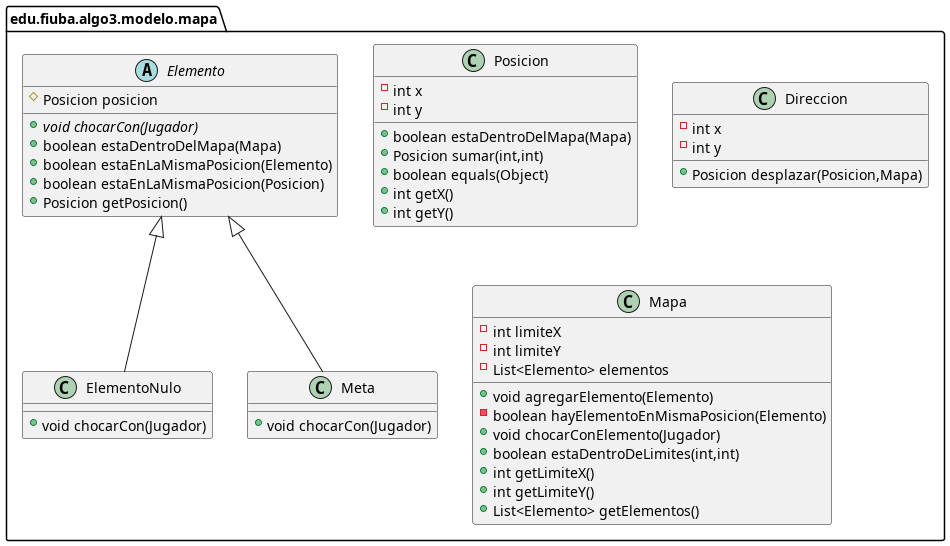 edu.fiuba.algo3.modelo.mapa
A Elemento
Posicion posicion
void chocarCon(Jugador)
boolean estaDentroDelMapa(Mapa)
boolean estaEnLaMismaPosicion(Elemento)
boolean estaEnLaMismaPosicion(Posicion)
Posicion getPosicion()
C Posicion
int x
int y
boolean estaDentroDelMapa(Mapa)
Posicion sumar(int,int)
boolean equals(Object)
int getX()
int getY()
C Direccion
int x
int y
Posicion desplazar(Posicion,Mapa)
C ElementoNulo
void chocarCon(Jugador)
C Meta
void chocarCon(Jugador)
C Mapa
int limiteX
int limiteY
List<Elemento> elementos
void agregarElemento(Elemento)
boolean hayElementoEnMismaPosicion(Elemento)
void chocarConElemento(Jugador)
boolean estaDentroDeLimites(int,int)
int getLimiteX()
int getLimiteY()
List<Elemento> getElementos()